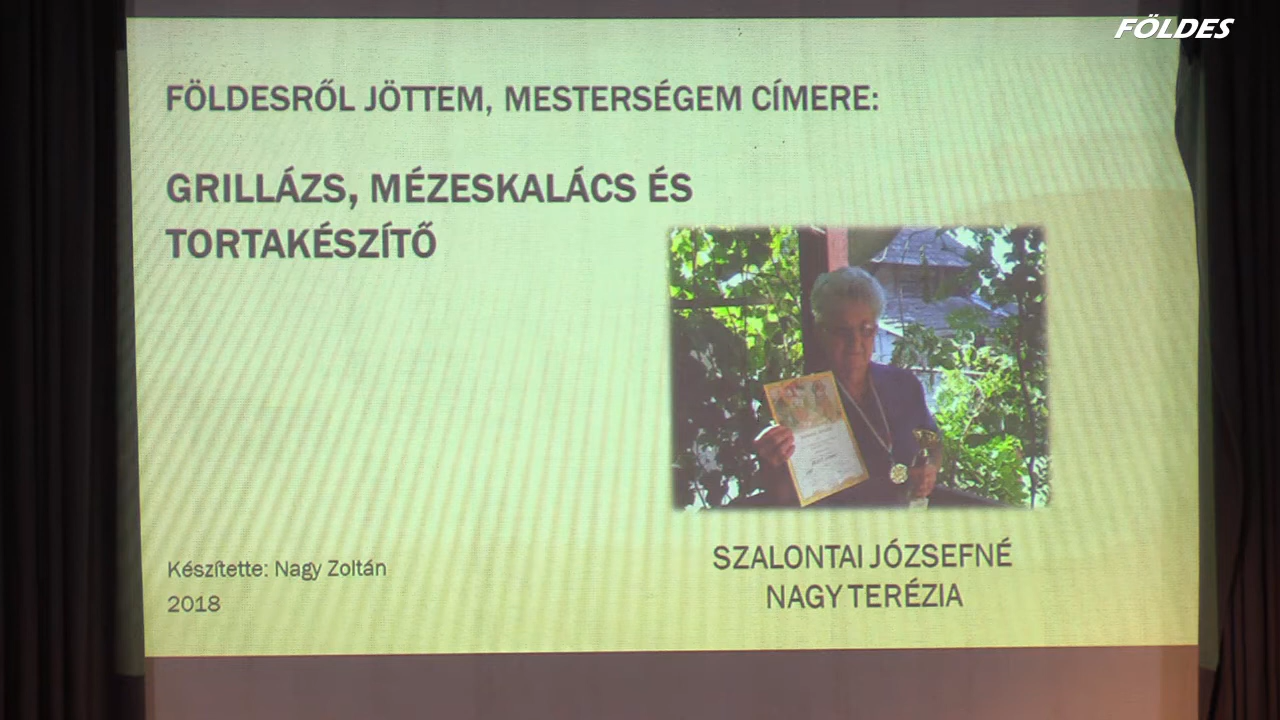 FÖLDES
FÖLDESRŐL JÖTTEM, MESTERSÉGEM CÍMERE:
GRILLÁZS, MÉZESKALÁCS ÉS
TORTAKÉSZÍTŐ
SZALONTAI JÓZSEFNÉ
NAGY TERÉZIA
Készítette: Nagy Zoltán
2018